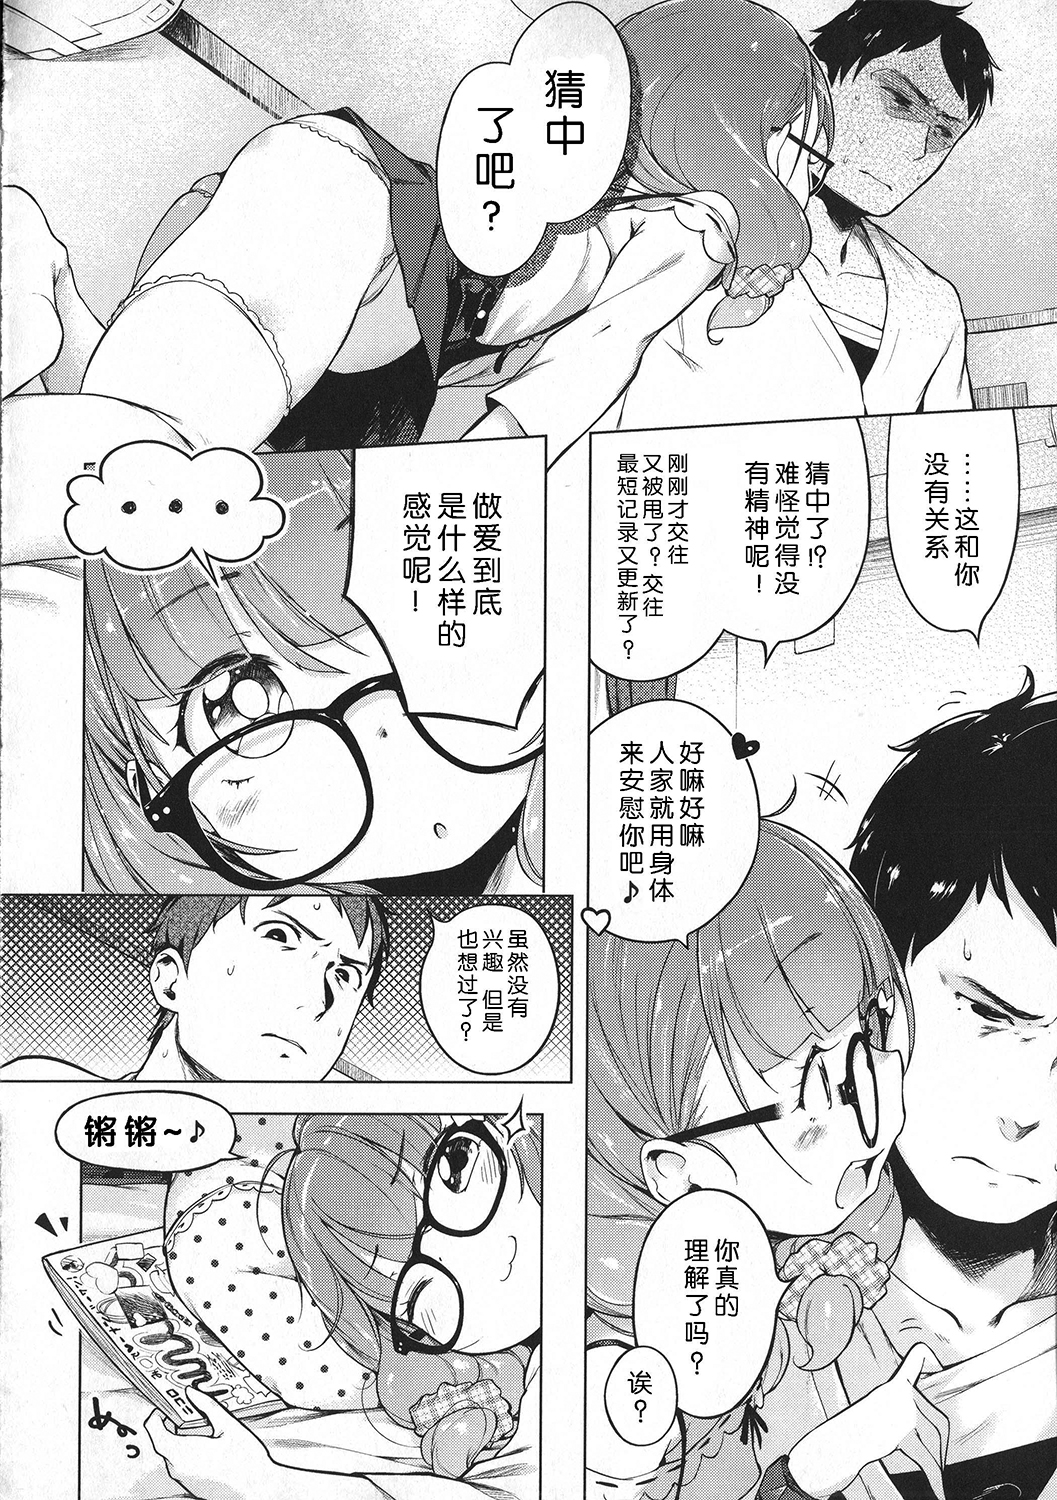 猜中
了吧？
……这和你
没有关系
猜中了!?
难怪觉得没
有精神呢！
刚刚才交往
又被甩了？交往
最短记录又更新了？
好嘛好嘛
人家就用身体
来安慰你吧♪
你真的
理解了吗？
诶？
做爱到底
是什么样的
感觉呢！
・・・
虽然没有
兴趣 但是
也想过了？
锵锵~♪